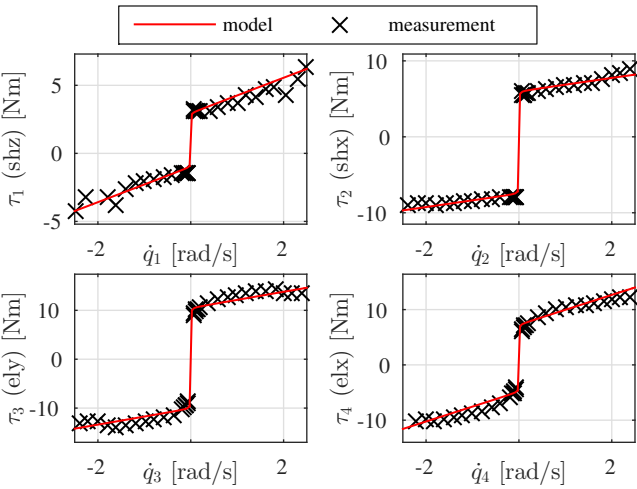 model measurement
5
0
-5
τ1 (shz) [Nm]
-2 2
q̇1 [rad/s]
10
0
-10
τ2 (shx) [Nm]
-2 2
q̇2 [rad/s]
10
0
-10
τ3 (ely) [Nm]
-2 2
q̇3 [rad/s]
10
0
-10
τ4 (elx) [Nm]
-2 2
q̇4 [rad/s]